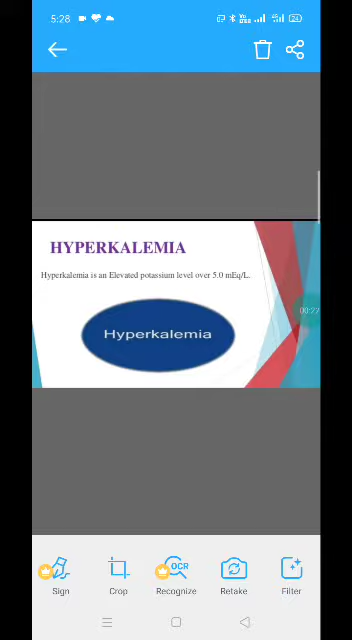 5:28
24
HYPERKALEMIA
Hyperkalemia is an Elevated potassium level over 5.0 mEq/L.
00:27
Hyperkalemia
OCR
Sign Crop Recognize Retake Filter